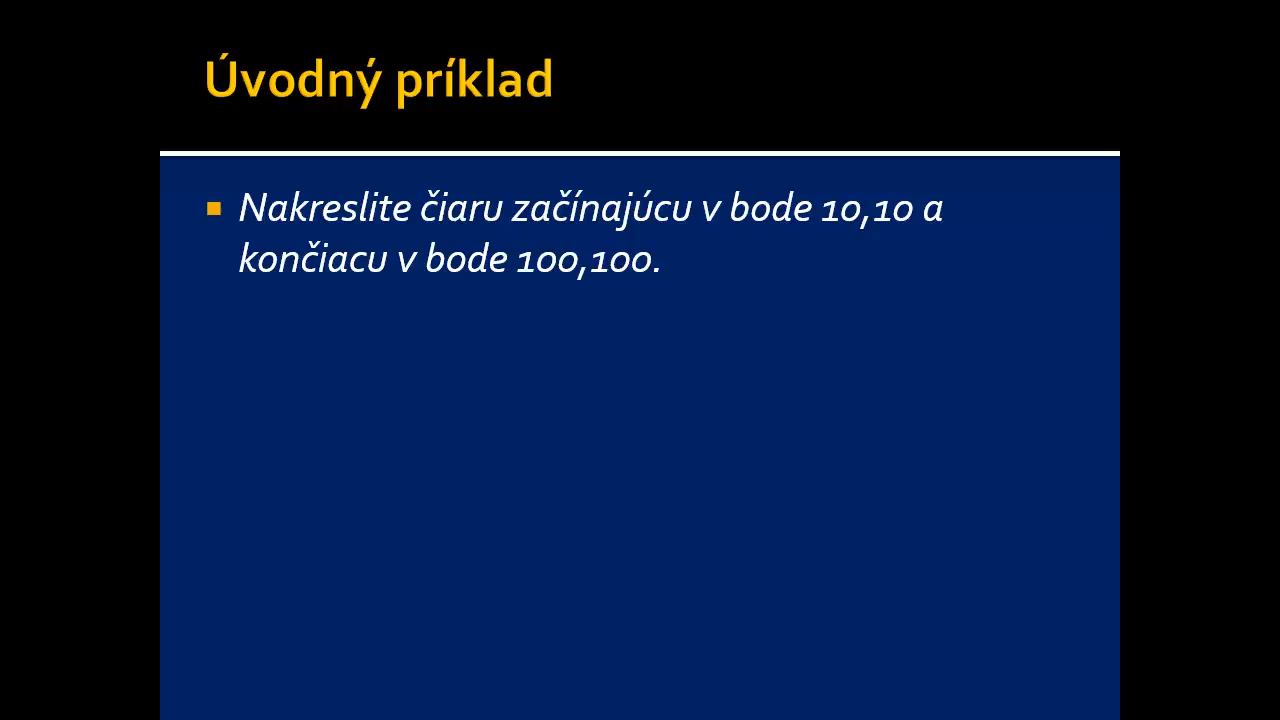 Úvodný príklad
Nakreslite čiaru začínajúcu v bode 10,10 a
končiacu v bode 100,100.